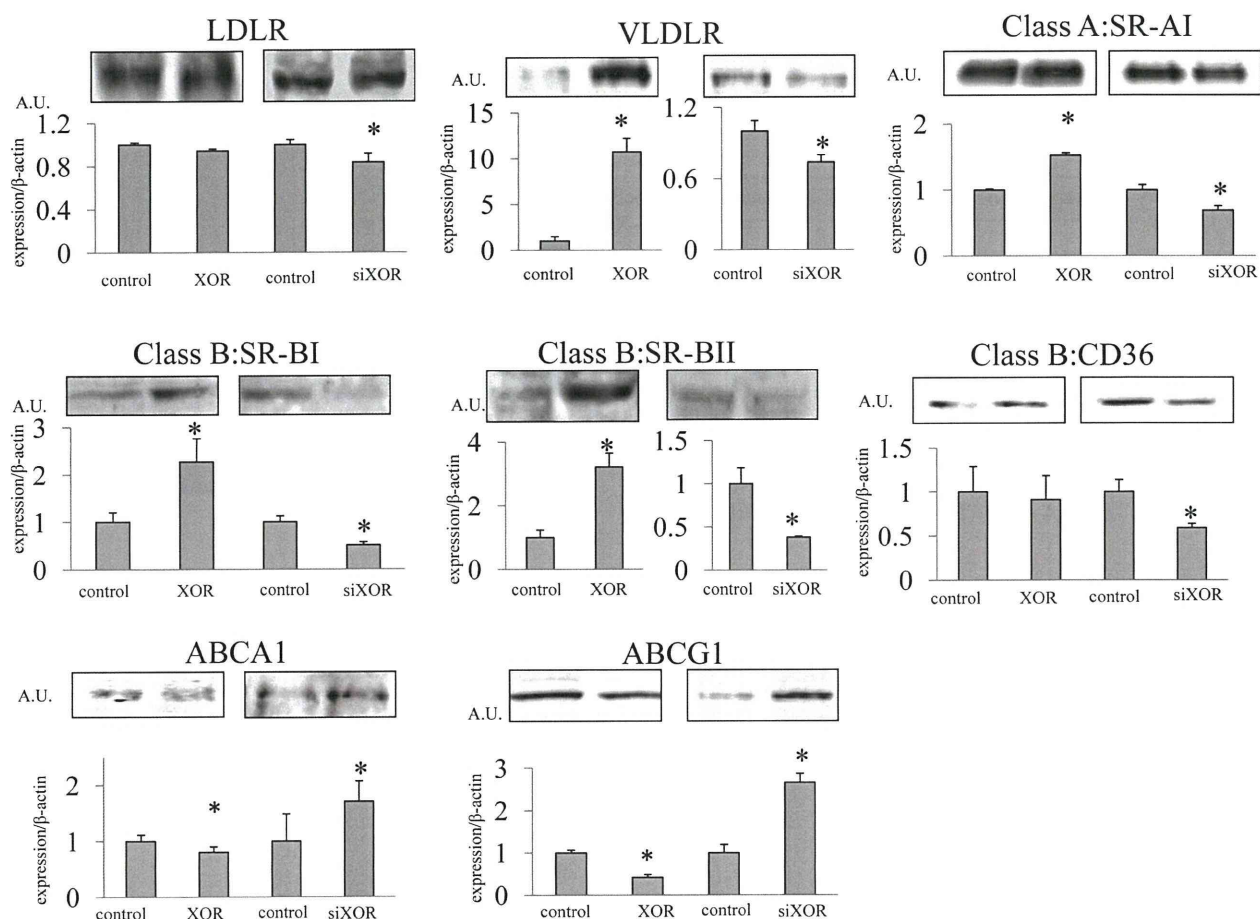 LDLR
A.U.
expression/β-actin
1.2
0.8
0.4
0
*
control XOR control siXOR
VLDLR
15
10
5
0
*
control XOR
1.2
0.6
0
*
control siXOR
Class A:SR-AI
expression/β-actin
2
1
0
*
*
control XOR control siXOR
Class B:SR-BI
A.U.
expression/β-actin
3
2
1
0
*
*
control XOR control siXOR
Class B:SR-BII
A.U.
expression/β-actin
4
2
0
*
control XOR
1.5
1
0.5
0
*
control siXOR
Class B:CD36
A.U.
expression/β-actin
1.5
1
0.5
0
*
control XOR control siXOR
ABCA1
A.U.
expression/β-actin
2
1
0
*
*
control XOR control siXOR
ABCG1
A.U.
expression/β-actin
3
2
1
0
*
*
control XOR control siXOR